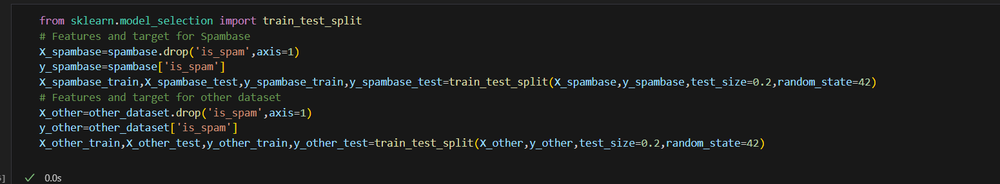 from sklearn.model_selection import train_test_split
# Features and target for Spambase
X_spambase=spambase.drop('is_spam',axis=1)
y_spambase=spambase['is_spam']
X_spambase_train,X_spambase_test,y_spambase_train,y_spambase_test=train_test_split(X_spambase,y_spambase,test_size=0.2,random_state=42)
# Features and target for other dataset
X_other=other_dataset.drop('is_spam',axis=1)
y_other=other_dataset['is_spam']
X_other_train,X_other_test,y_other_train,y_other_test=train_test_split(X_other,y_other,test_size=0.2,random_state=42)
] ✓ 0.0s